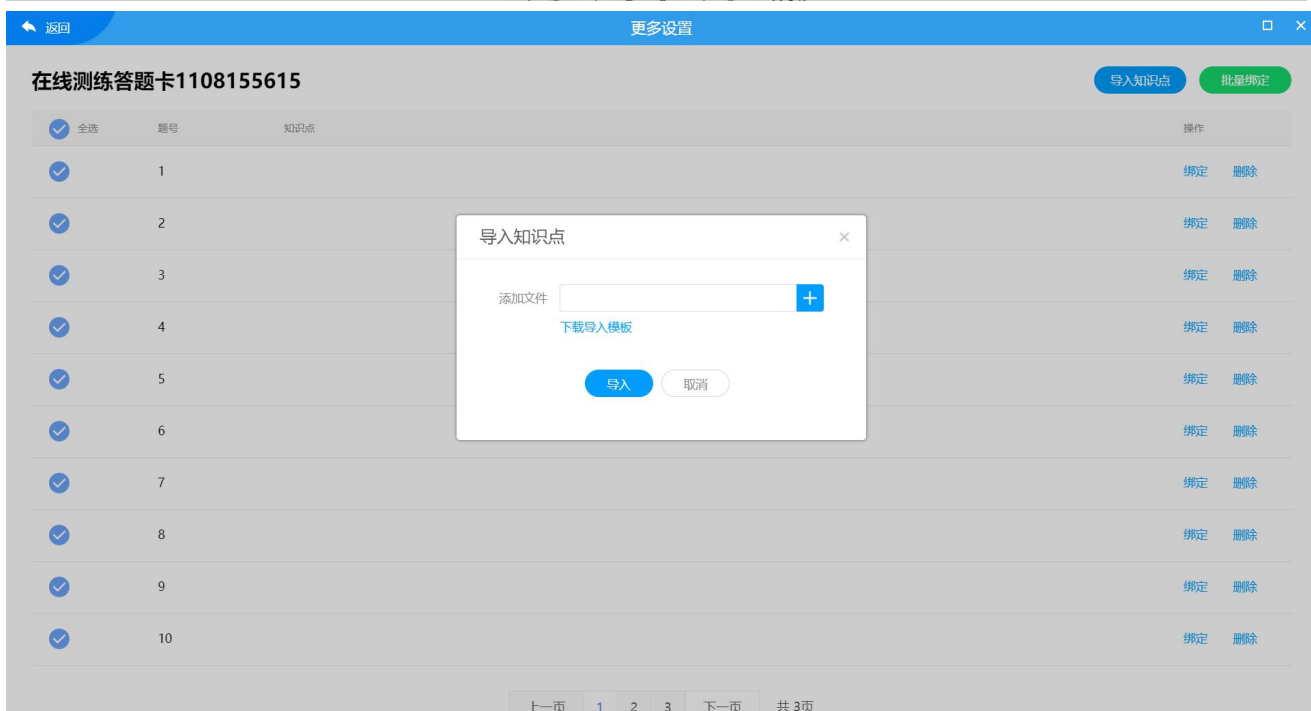 返回 更多设置
在线测练答题卡1108155615 导入知识点 批量绑定
全选 题号 知识点 操作
1 绑定 删除
2 绑定 删除
3 绑定 删除
4 绑定 删除
5 绑定 删除
6 绑定 删除
7 绑定 删除
8 绑定 删除
9 绑定 删除
10 绑定 删除
导入知识点
添加文件
下载导入模板
导入 取消
上一页 1 2 3 下一页 共 3页